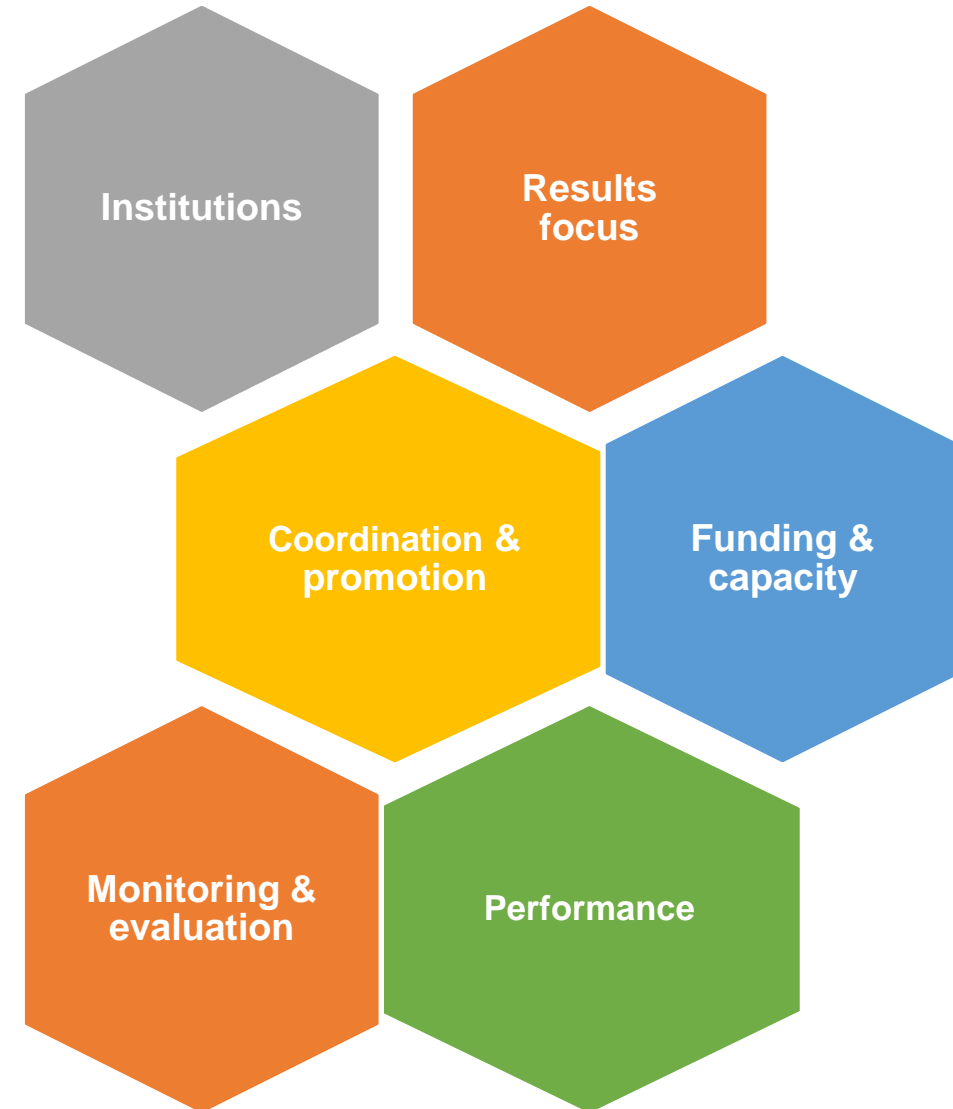 Institutions
Results
focus
Coordination &
promotion
Funding &
capacity
Monitoring &
evaluation
Performance